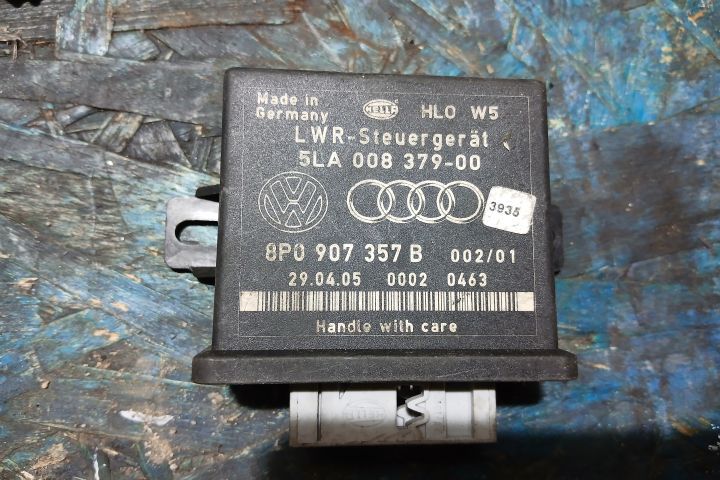 Made in
Germany
HELLA
HLO W5
LWR-Steuergerät
5LA 008 379-00
3935
8P0 907 357 B 002/01
29.04.05 0002 0463
Handle with care
HELLA